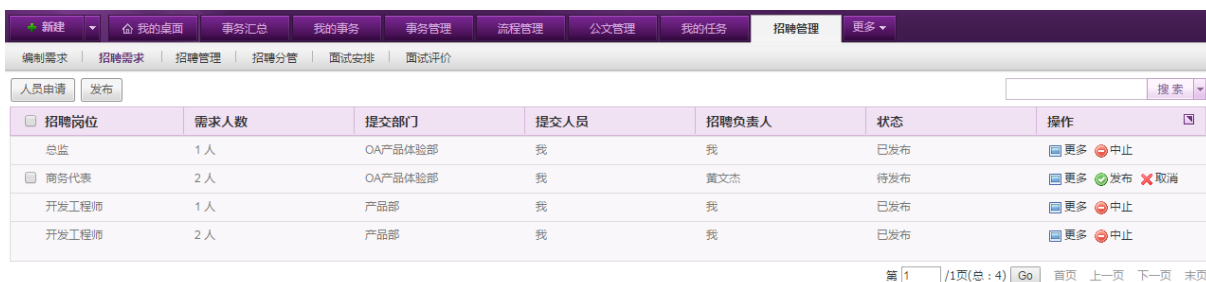 新建 我的桌面 事务汇总 我的事务 事务管理 流程管理 公文管理 我的任务 招聘管理 更多
编制需求 招聘需求 招聘管理 招聘分管 面试安排 面试评价
人员申请 发布 搜索
招聘岗位 需求人数 提交部门 提交人员 招聘负责人 状态 操作
总监 1人 OA产品体验部 我 我 已发布 更多 中止
商务代表 2人 OA产品体验部 我 黄文杰 待发布 更多 发布 取消
开发工程师 1人 产品部 我 我 已发布 更多 中止
开发工程师 2人 产品部 我 我 已发布 更多 中止
第 1 /1页(总：4) Go 首页 上一页 下一页 末页